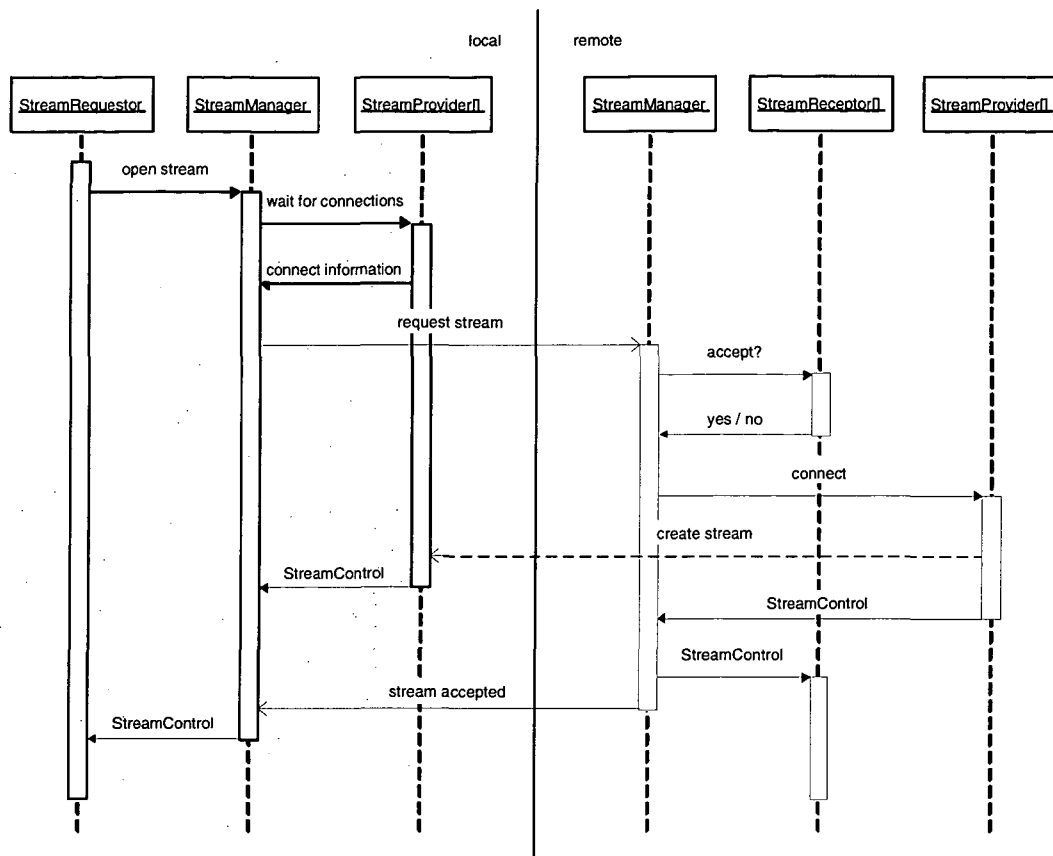 local
remote
StreamRequestor
StreamManager
StreamProvider[]
StreamManager
StreamReceptor[]
StreamProvider[]
open stream
wait for connections
connect information
request stream
accept?
yes / no
connect
create stream
StreamControl
StreamControl
StreamControl
stream accepted
StreamControl